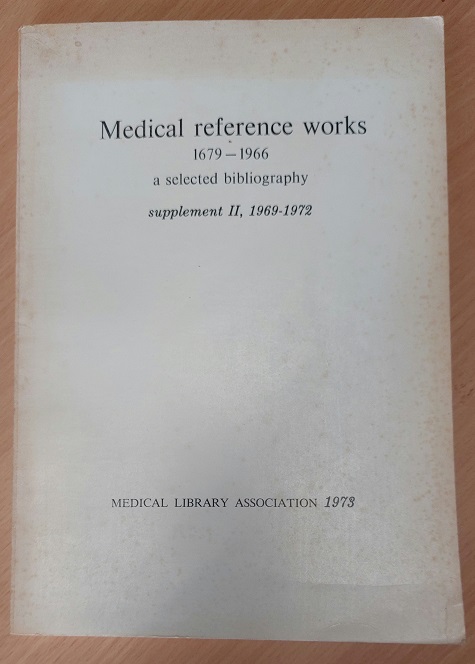 Medical reference works
1679–1966
a selected bibliography
supplement II, 1969-1972
MEDICAL LIBRARY ASSOCIATION 1973